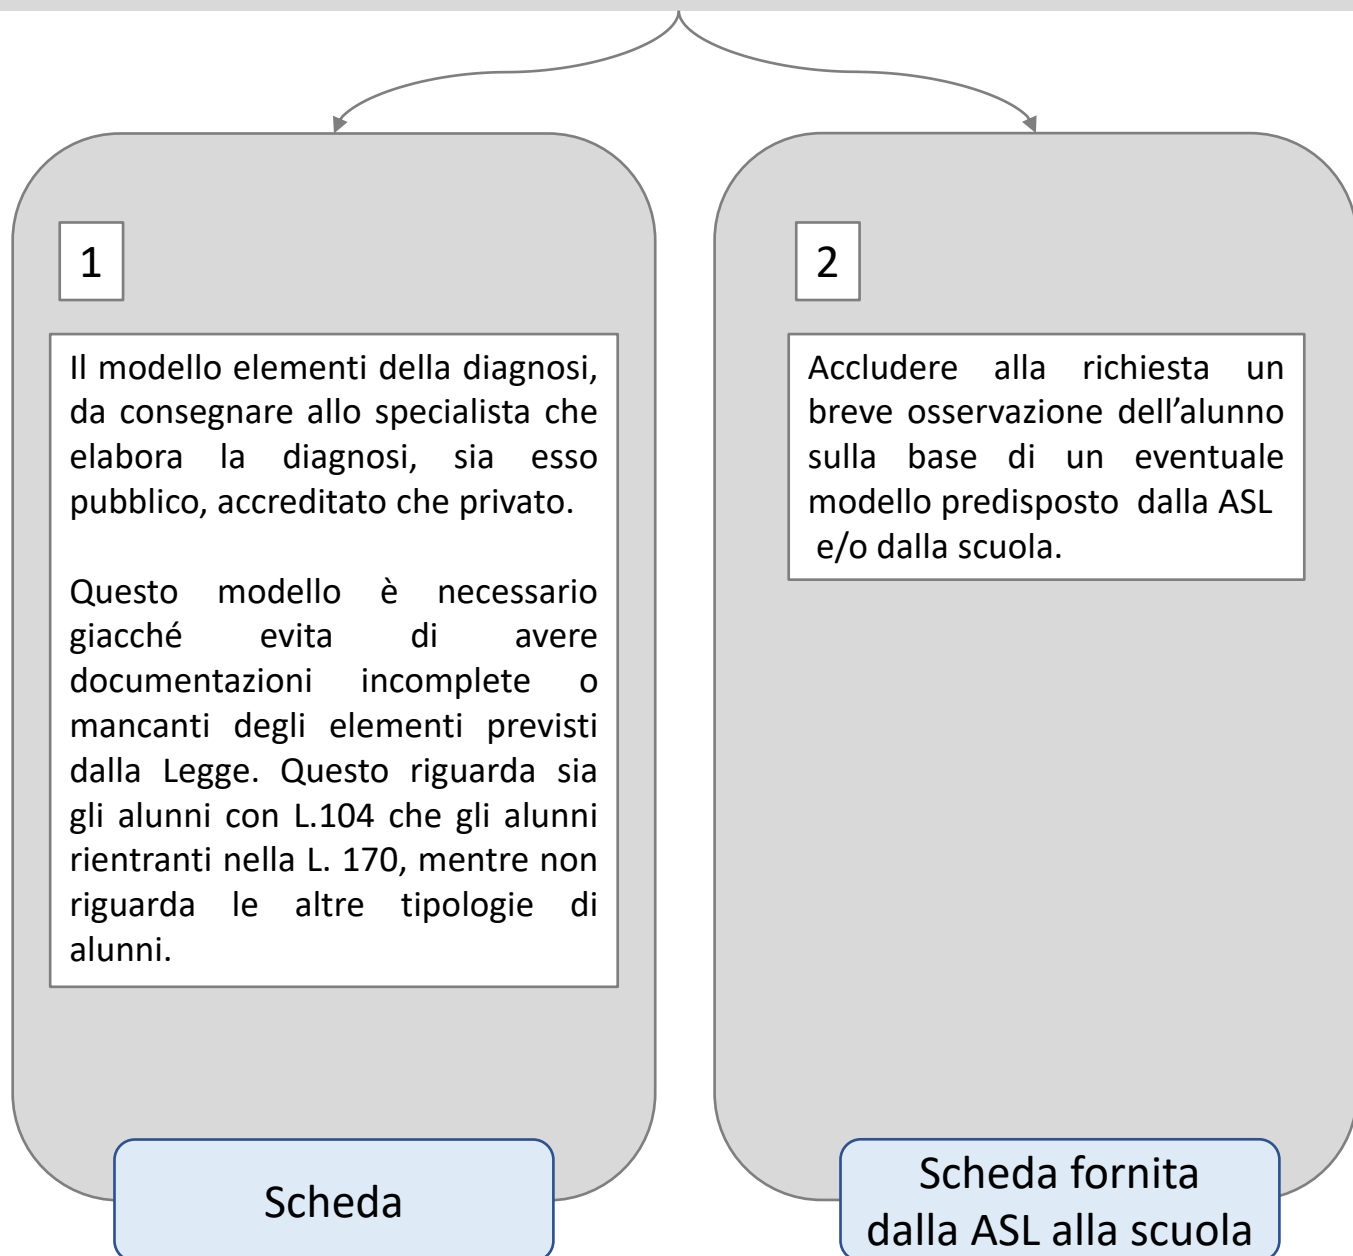 1
Il modello elementi della diagnosi,
da consegnare allo specialista che
elabora la diagnosi, sia esso
pubblico, accreditato che privato.
Questo modello è necessario
giacché evita di avere
documentazioni incomplete o
mancanti degli elementi previsti
dalla Legge. Questo riguarda sia
gli alunni con L.104 che gli alunni
rientranti nella L. 170, mentre non
riguarda le altre tipologie di
alunni.
Scheda
2
Accludere alla richiesta un
breve osservazione dell’alunno
sulla base di un eventuale
modello predisposto dalla ASL
e/o dalla scuola.
Scheda fornita
dalla ASL alla scuola